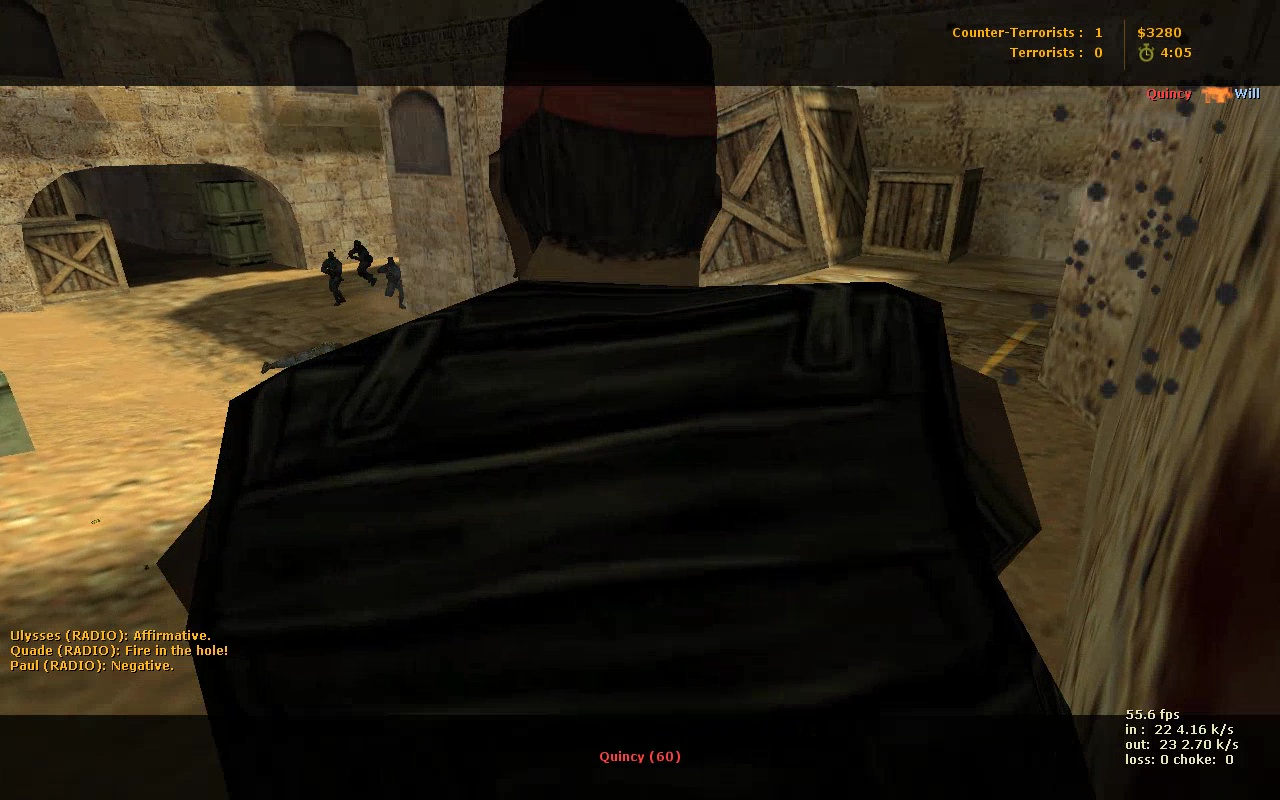 Counter-Terrorists : 1 $3280
Terrorists : 0 4:05
Quincy Will
Ulysses (RADIO): Affirmative.
Quade (RADIO): Fire in the hole!
Paul (RADIO): Negative.
55.6 fps
in : 22 4.16 k/s
out: 23 2.70 k/s
loss: 0 choke: 0
Quincy (60)